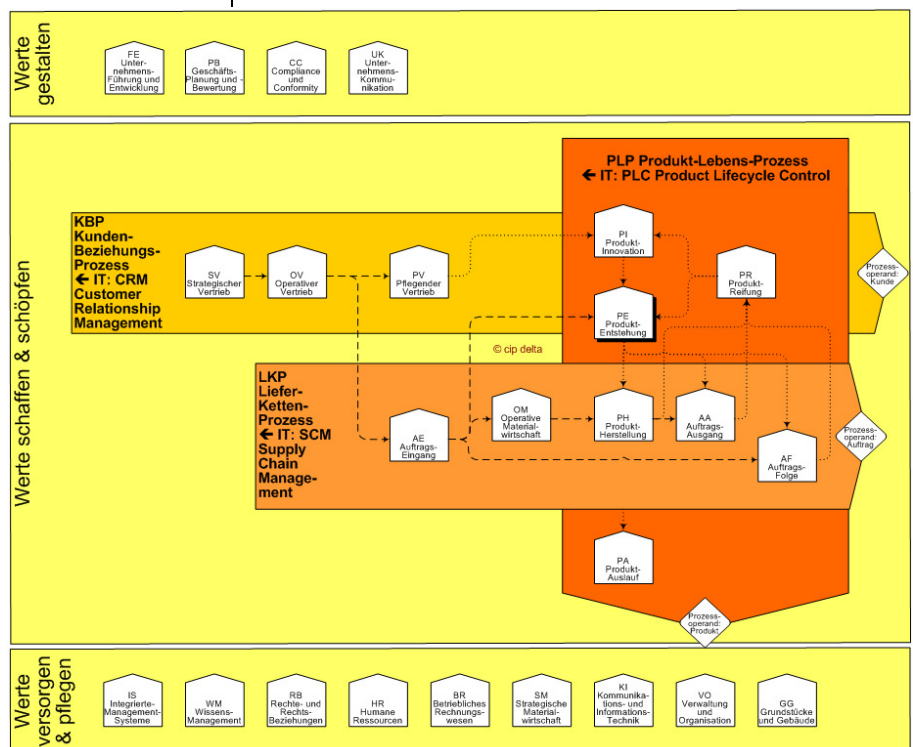 Werte
gestalten
FE
Unter-
nehmens-
Führung und
Entwicklung
PB
Geschäfts-
Planung und -
Bewertung
CC
Compliance
und
Conformity
UK
Unter-
nehmens-
Kommu-
nikation
Werte schaffen & schöpfen
PLP Produkt-Lebens-Prozess
← IT: PLC Product Lifecycle Control
KBP
Kunden-
Beziehungs-
Prozess
← IT: CRM
Customer
Relationship
Management
SV
Strategischer
Vertrieb
OV
Operativer
Vertrieb
PV
Pflegender
Vertrieb
PI
Produkt-
Innovation
PR
Produkt-
Reifung
Prozess-
operand:
Kunde
PE
Produkt-
Entstehung
© cip delta
LKP
Liefer-
Ketten-
Prozess
← IT: SCM
Supply
Chain
Manage-
ment
AE
Auftrags-
Eingang
OM Operative
Material-
wirtschaft
PH
Produkt-
Herstellung
AA
Auftrags-
Ausgang
AF
Auftrags-
Folge
Prozess-
operand:
Auftrag
PA
Produkt-
Auslauf
Prozess-
operand:
Produkt
Werte
versorgen
& pflegen
IS
Integrierte-
Management-
Systeme
WM
Wissens-
Management
RB
Rechte- und
Rechts-
Beziehungen
HR
Humane
Ressourcen
BR
Betriebliches
Rechnungs-
wesen
SM
Strategische
Material-
wirtschaft
KI
Kommunika-
tions- und
Informations-
Technik
VO
Verwaltung
und
Organisation
GG
Grundstücke
und Gebäude